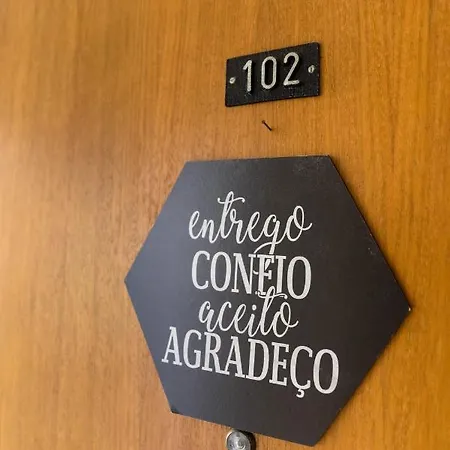 102
entrego
CONFIO
aceito
AGRADEÇO